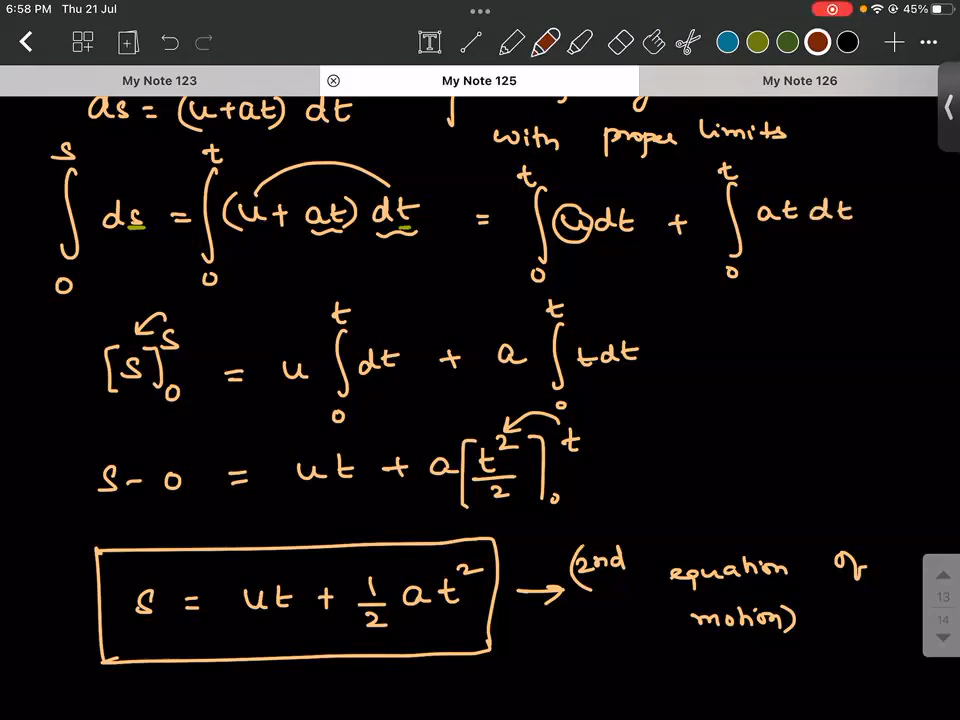 6:58 PM Thu 21 Jul
45%
My Note 123
My Note 125
My Note 126
ds = (u+at) dt
with proper limits
∫₀ˢ ds = ∫₀ᵗ (u + at) dt = ∫₀ᵗ u dt + ∫₀ᵗ at dt
[s]₀ˢ = u ∫₀ᵗ dt + a ∫₀ᵗ t dt
s - 0 = ut + a [t²/2]₀ᵗ
s = ut + 1/2 at² → (2nd equation of
motion)
13
14